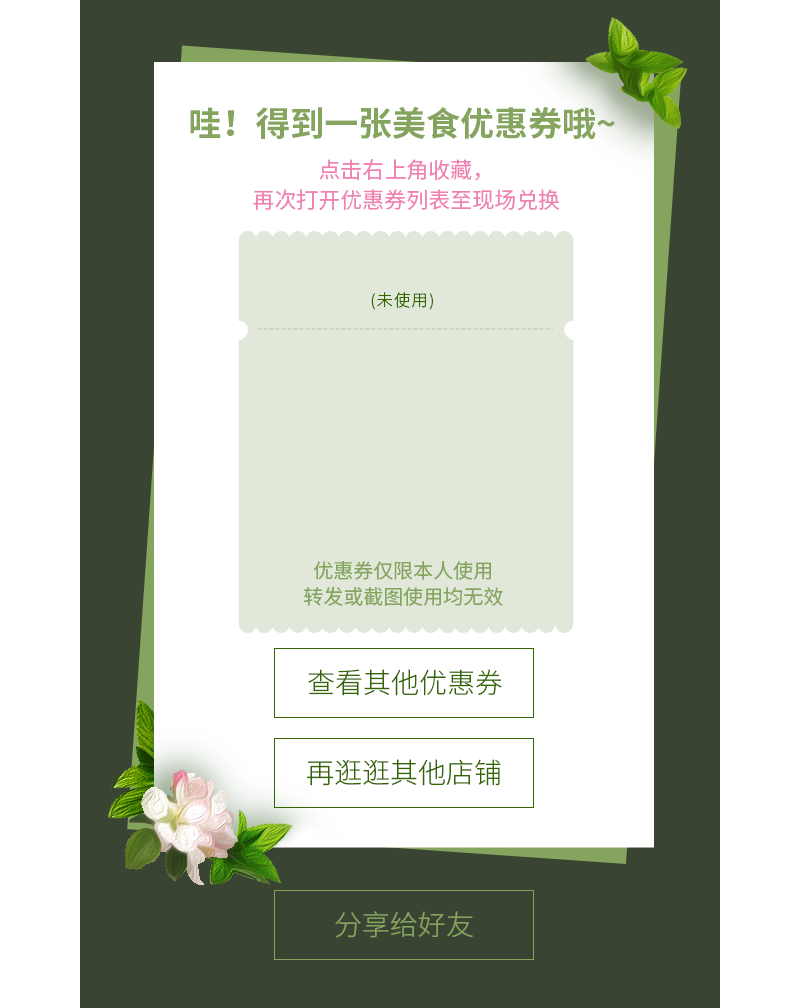 哇！得到一张美食优惠券哦~
点击右上角收藏，
再次打开优惠券列表至现场兑换
(未使用)
优惠券仅限本人使用
转发或截图使用均无效
查看其他优惠券
再逛逛其他店铺
分享给好友